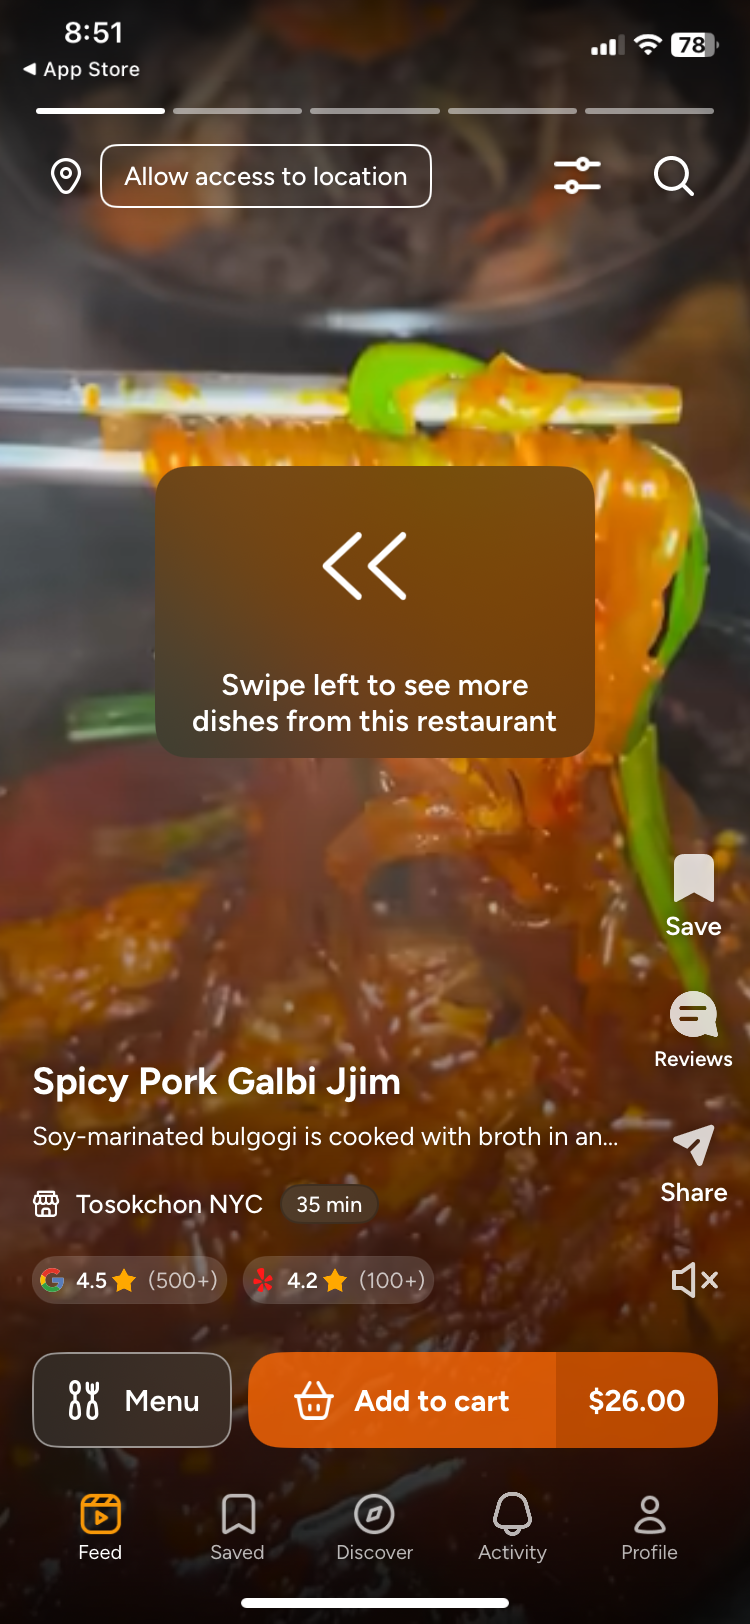 8:51
78
◀ App Store
Allow access to location
Swipe left to see more
dishes from this restaurant
Save
Reviews
Spicy Pork Galbi Jjim
Soy-marinated bulgogi is cooked with broth in an...
Share
Tosokchon NYC 35 min
4.5 (500+) 4.2 (100+)
Menu Add to cart $26.00
Feed Saved Discover Activity Profile